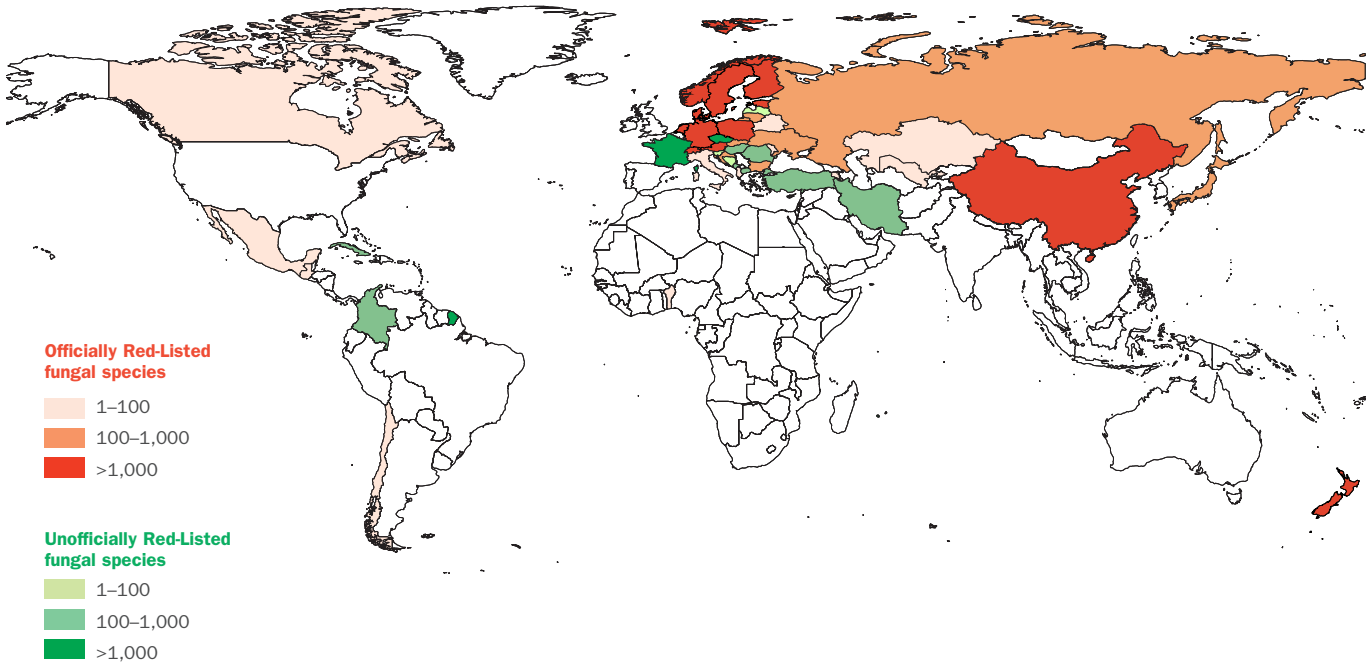 Officially Red-Listed
fungal species
1–100
100–1,000
>1,000
Unofficially Red-Listed
fungal species
1–100
100–1,000
>1,000